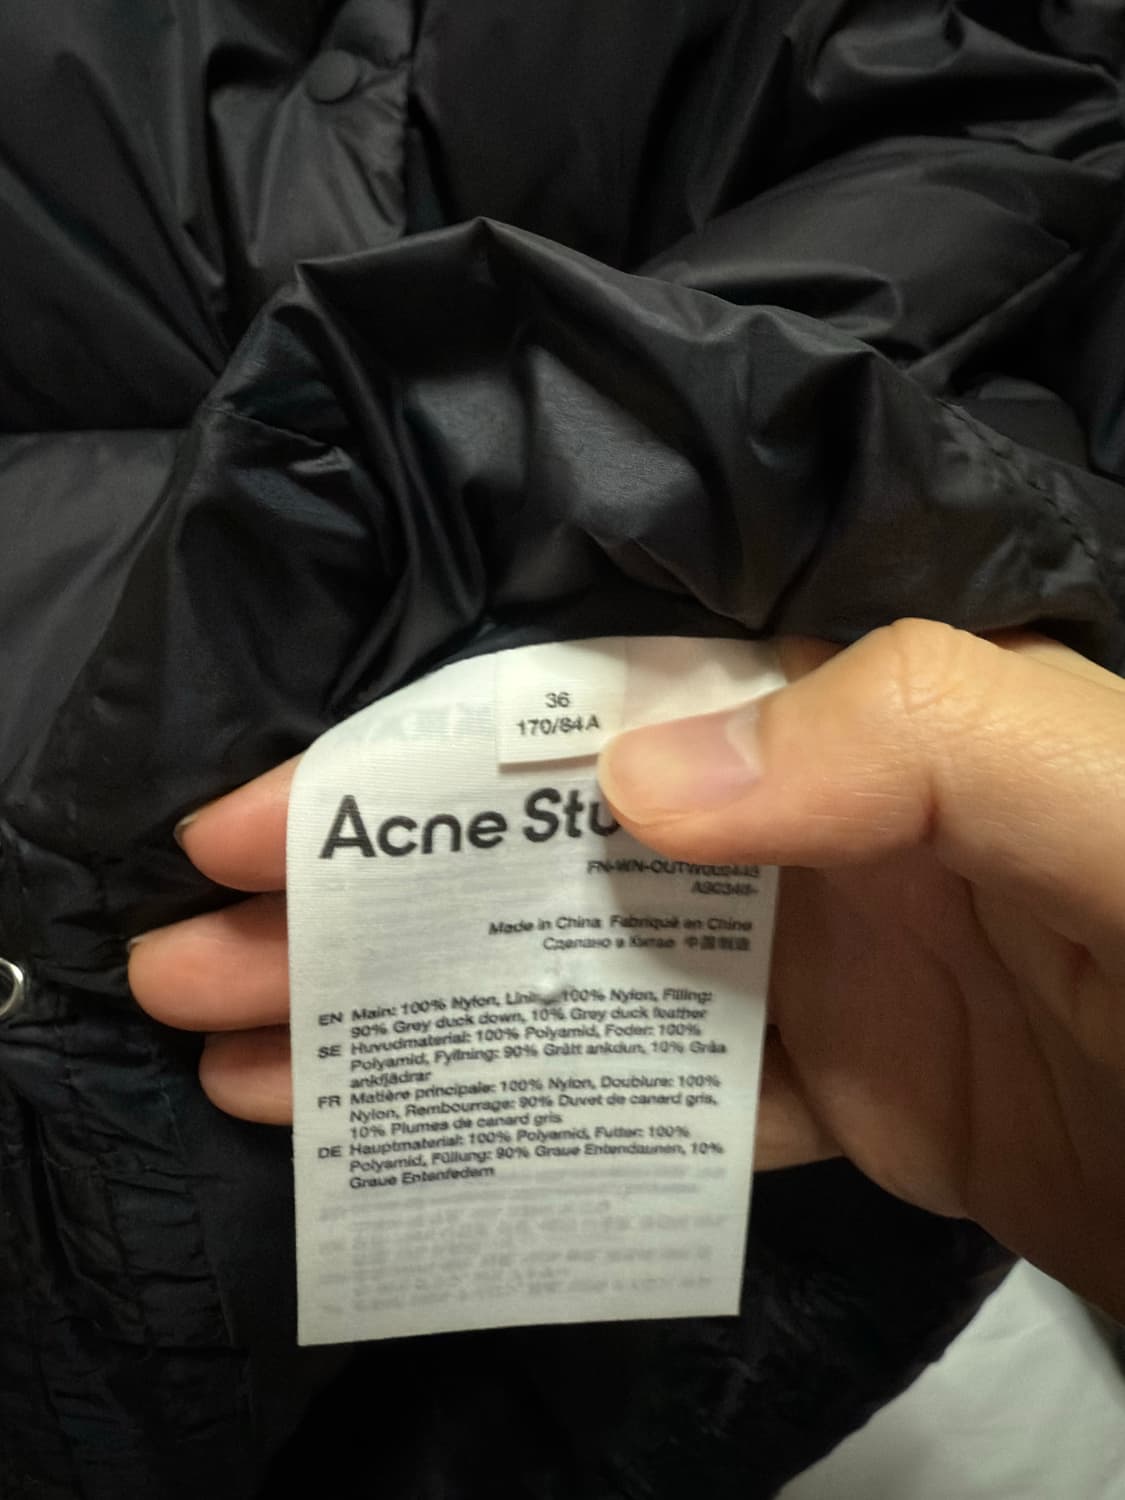 36
170/84A
Acne Stu
FN-WN-OUTW000448
A90348-
Made in China Fabriqué en Chine
Сделано в Китае 中国制造
EN Main: 100% Nylon, Lining: 100% Nylon, Filling:
90% Grey duck down, 10% Grey duck feather
SE Huvudmaterial: 100% Polyamid, Foder: 100%
Polyamid, Fyllning: 90% Grått ankdun, 10% Gråa
ankfjädrar
FR Matière principale: 100% Nylon, Doublure: 100%
Nylon, Rembourrage: 90% Duvet de canard gris,
10% Plumes de canard gris
DE Hauptmaterial: 100% Polyamid, Futter: 100%
Polyamid, Füllung: 90% Graue Entendaunen, 10%
Graue Entenfedern